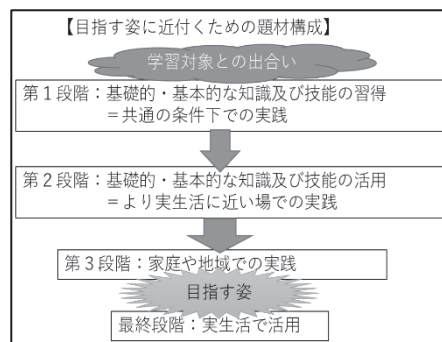 【目指す姿に近付くための題材構成】
学習対象との出合い
第１段階：基礎的・基本的な知識及び技能の習得
＝共通の条件下での実践
第２段階：基礎的・基本的な知識及び技能の活用
＝より実生活に近い場での実践
第３段階：家庭や地域での実践
目指す姿
最終段階：実生活で活用